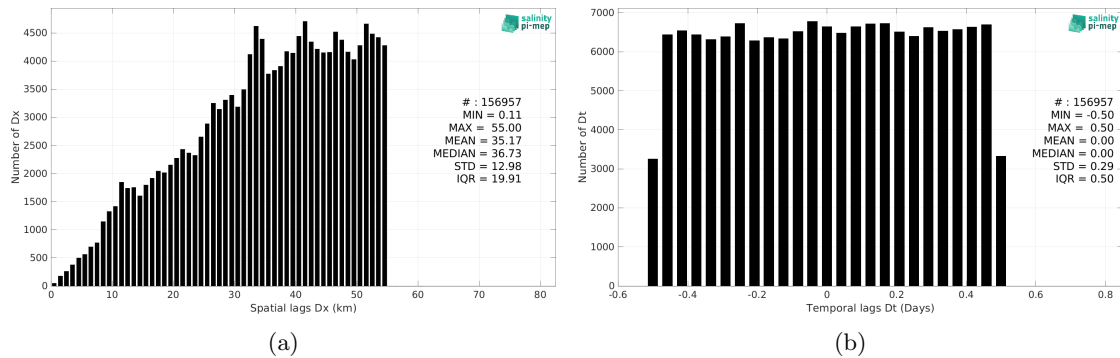 Number of Dx
4500
4000
3500
3000
2500
2000
1500
1000
500
0
0 10 20 30 40 50 60 70 80
Spatial lags Dx (km)
salinity
pi-mep
# : 156957
MIN = 0.11
MAX = 55.00
MEAN = 35.17
MEDIAN = 36.73
STD = 12.98
IQR = 19.91
(a)
Number of Dt
7000
6000
5000
4000
3000
2000
1000
0
-0.6 -0.4 -0.2 0 0.2 0.4 0.6 0.8
Temporal lags Dt (Days)
salinity
pi-mep
# : 156957
MIN = -0.50
MAX = 0.50
MEAN = 0.00
MEDIAN = 0.00
STD = 0.29
IQR = 0.50
(b)